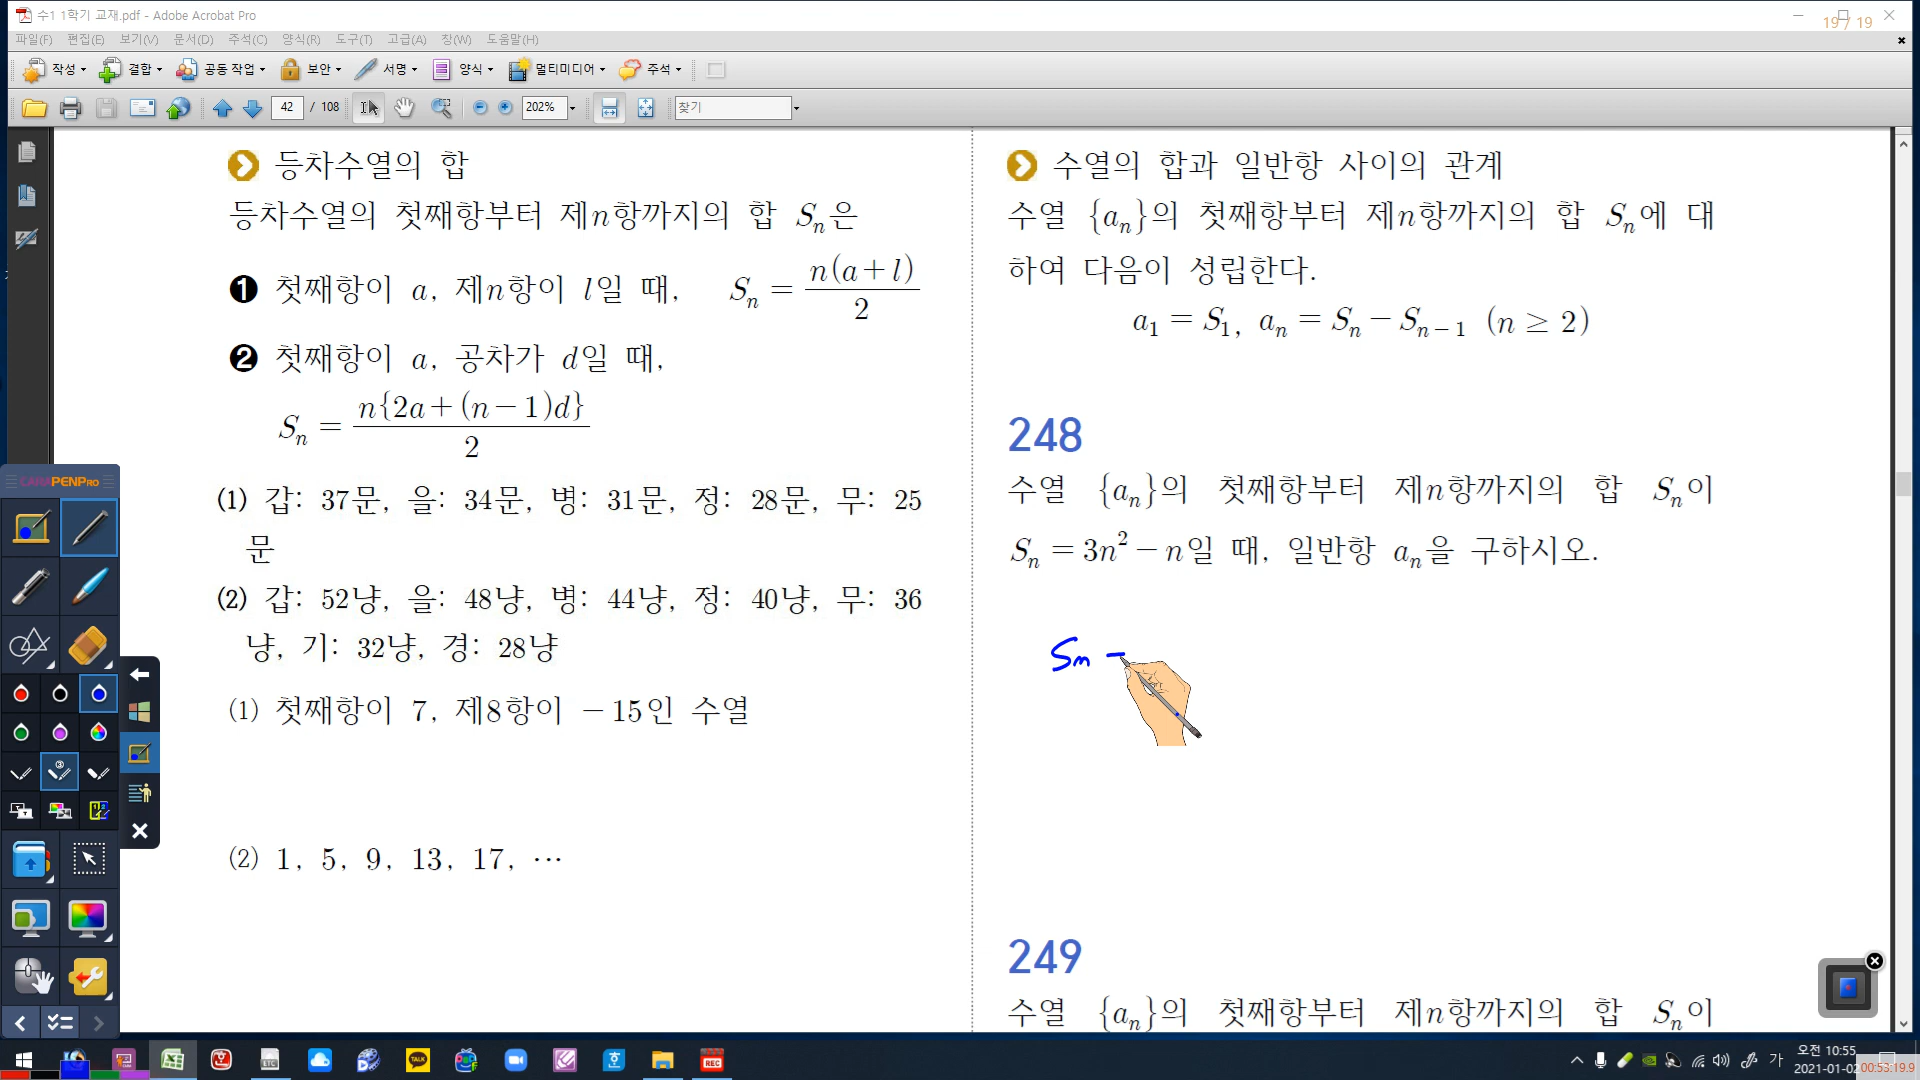 수1 1학기 교재.pdf - Adobe Acrobat Pro
19 / 19
파일(F) 편집(E) 보기(V) 문서(D) 주석(C) 양식(R) 도구(T) 고급(A) 창(W) 도움말(H)
작성 결합 공동 작업 보안 서명 양식 멀티미디어 주석
42 / 108 202% 찾기
등차수열의 합
등차수열의 첫째항부터 제n항까지의 합 Sₙ은
❶ 첫째항이 a, 제n항이 l일 때, Sₙ = n(a+l)/2
❷ 첫째항이 a, 공차가 d일 때,
Sₙ = n{2a+(n−1)d}/2
(1) 갑: 37문, 을: 34문, 병: 31문, 정: 28문, 무: 25
문
(2) 갑: 52냥, 을: 48냥, 병: 44냥, 정: 40냥, 무: 36
냥, 기: 32냥, 경: 28냥
(1) 첫째항이 7, 제8항이 −15인 수열
(2) 1, 5, 9, 13, 17, ⋯
수열의 합과 일반항 사이의 관계
수열 {aₙ}의 첫째항부터 제n항까지의 합 Sₙ에 대
하여 다음이 성립한다.
a₁ = S₁, aₙ = Sₙ − Sₙ₋₁ (n ≥ 2)
248
수열 {aₙ}의 첫째항부터 제n항까지의 합 Sₙ이
Sₙ = 3n² − n일 때, 일반항 aₙ을 구하시오.
Sn −
249
수열 {aₙ}의 첫째항부터 제n항까지의 합 Sₙ이
CARAPENPRO
③
ETC
TALK
REC
가
오전 10:55
2021-01-02
00:53:19.9